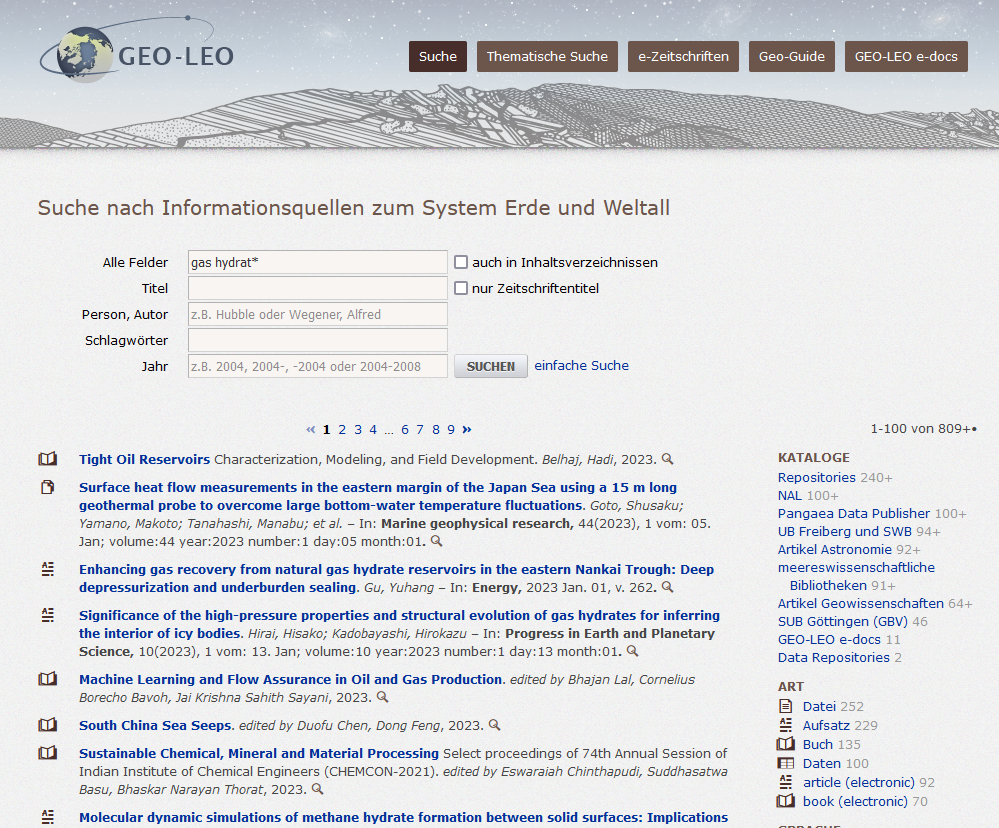 GEO-LEO
Suche Thematische Suche e-Zeitschriften Geo-Guide GEO-LEO e-docs
Suche nach Informationsquellen zum System Erde und Weltall
Alle Felder gas hydrat* auch in Inhaltsverzeichnissen
Titel nur Zeitschriftentitel
Person, Autor z.B. Hubble oder Wegener, Alfred
Schlagwörter
Jahr z.B. 2004, 2004-, -2004 oder 2004-2008 SUCHEN einfache Suche
« 1 2 3 4 ... 6 7 8 9 »
1-100 von 809+•
Tight Oil Reservoirs Characterization, Modeling, and Field Development. Belhaj, Hadi, 2023.
Surface heat flow measurements in the eastern margin of the Japan Sea using a 15 m long
geothermal probe to overcome large bottom-water temperature fluctuations. Goto, Shusaku;
Yamano, Makoto; Tanahashi, Manabu; et al. – In: Marine geophysical research, 44(2023), 1 vom: 05.
Jan; volume:44 year:2023 number:1 day:05 month:01.
Enhancing gas recovery from natural gas hydrate reservoirs in the eastern Nankai Trough: Deep
depressurization and underburden sealing. Gu, Yuhang – In: Energy, 2023 Jan. 01, v. 262.
Significance of the high-pressure properties and structural evolution of gas hydrates for inferring
the interior of icy bodies. Hirai, Hisako; Kadobayashi, Hirokazu – In: Progress in Earth and Planetary
Science, 10(2023), 1 vom: 13. Jan; volume:10 year:2023 number:1 day:13 month:01.
Machine Learning and Flow Assurance in Oil and Gas Production. edited by Bhajan Lal, Cornelius
Borecho Bavoh, Jai Krishna Sahith Sayani, 2023.
South China Sea Seeps. edited by Duofu Chen, Dong Feng, 2023.
Sustainable Chemical, Mineral and Material Processing Select proceedings of 74th Annual Session of
Indian Institute of Chemical Engineers (CHEMCON-2021). edited by Eswaraiah Chinthapudi, Suddhasatwa
Basu, Bhaskar Narayan Thorat, 2023.
Molecular dynamic simulations of methane hydrate formation between solid surfaces: Implications
KATALOGE
Repositories 240+
NAL 100+
Pangaea Data Publisher 100+
UB Freiberg und SWB 94+
Artikel Astronomie 92+
meereswissenschaftliche
Bibliotheken 91+
Artikel Geowissenschaften 64+
SUB Göttingen (GBV) 46
GEO-LEO e-docs 11
Data Repositories 2
ART
Datei 252
Aufsatz 229
Buch 135
Daten 100
article (electronic) 92
book (electronic) 70